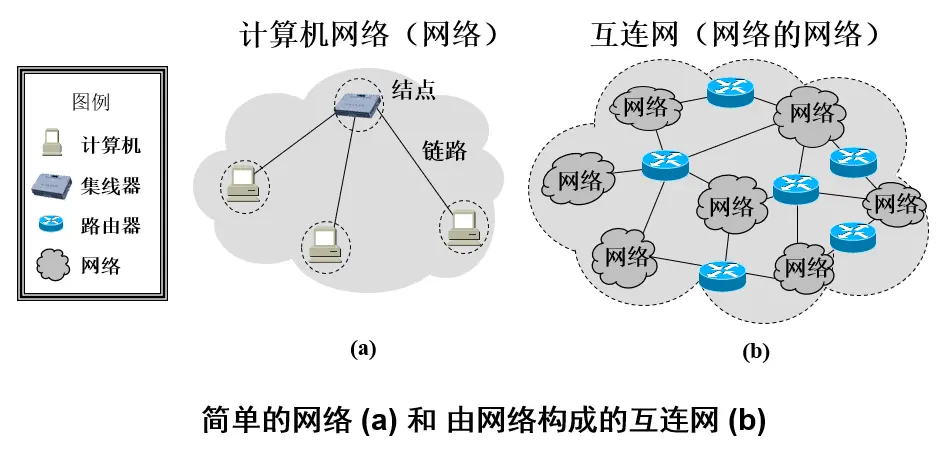 计算机网络（网络）
互连网（网络的网络）
图例
计算机
集线器
路由器
网络
结点
链路
网络
网络
网络
网络
网络
网络
网络
(a)
(b)
简单的网络 (a) 和 由网络构成的互连网 (b)